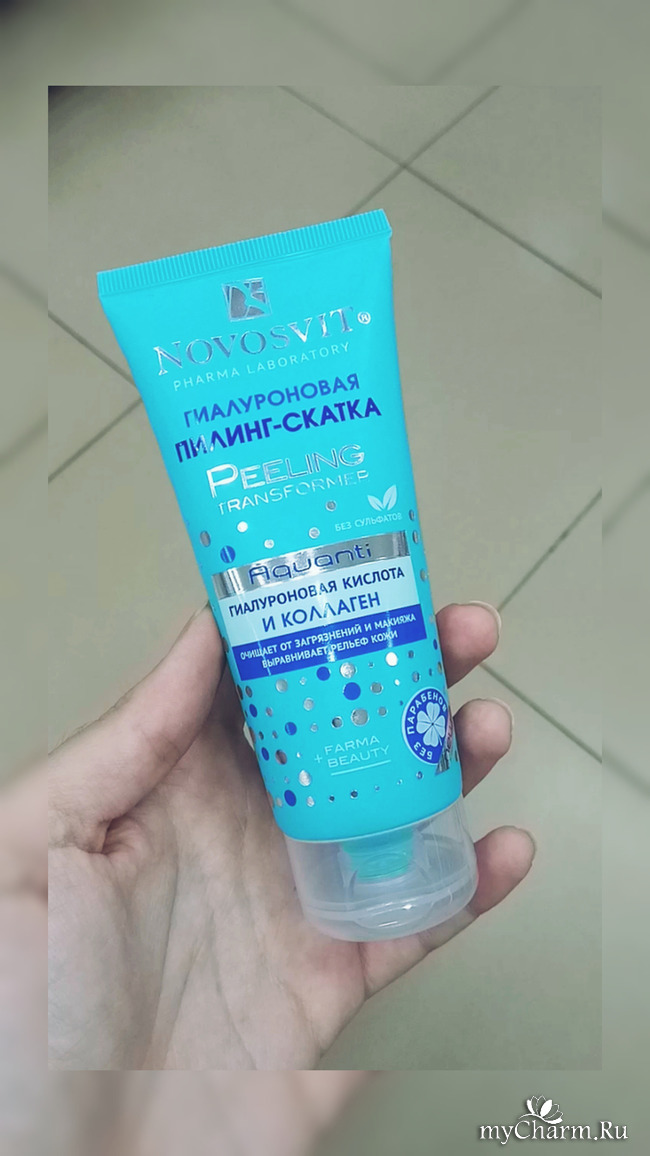 NOVOSVIT®
PHARMA LABORATORY
ГИАЛУРОНОВАЯ
ПИЛИНГ-СКАТКА
PEELING
TRANSFORMER
БЕЗ СУЛЬФАТОВ
Aquanti
ГИАЛУРОНОВАЯ КИСЛОТА
И КОЛЛАГЕН
ОЧИЩАЕТ ОТ ЗАГРЯЗНЕНИЙ И МАКИЯЖА
ВЫРАВНИВАЕТ РЕЛЬЕФ КОЖИ
БЕЗ ПАРАБЕНОВ
FARMA
+ BEAUTY
myCharm.Ru